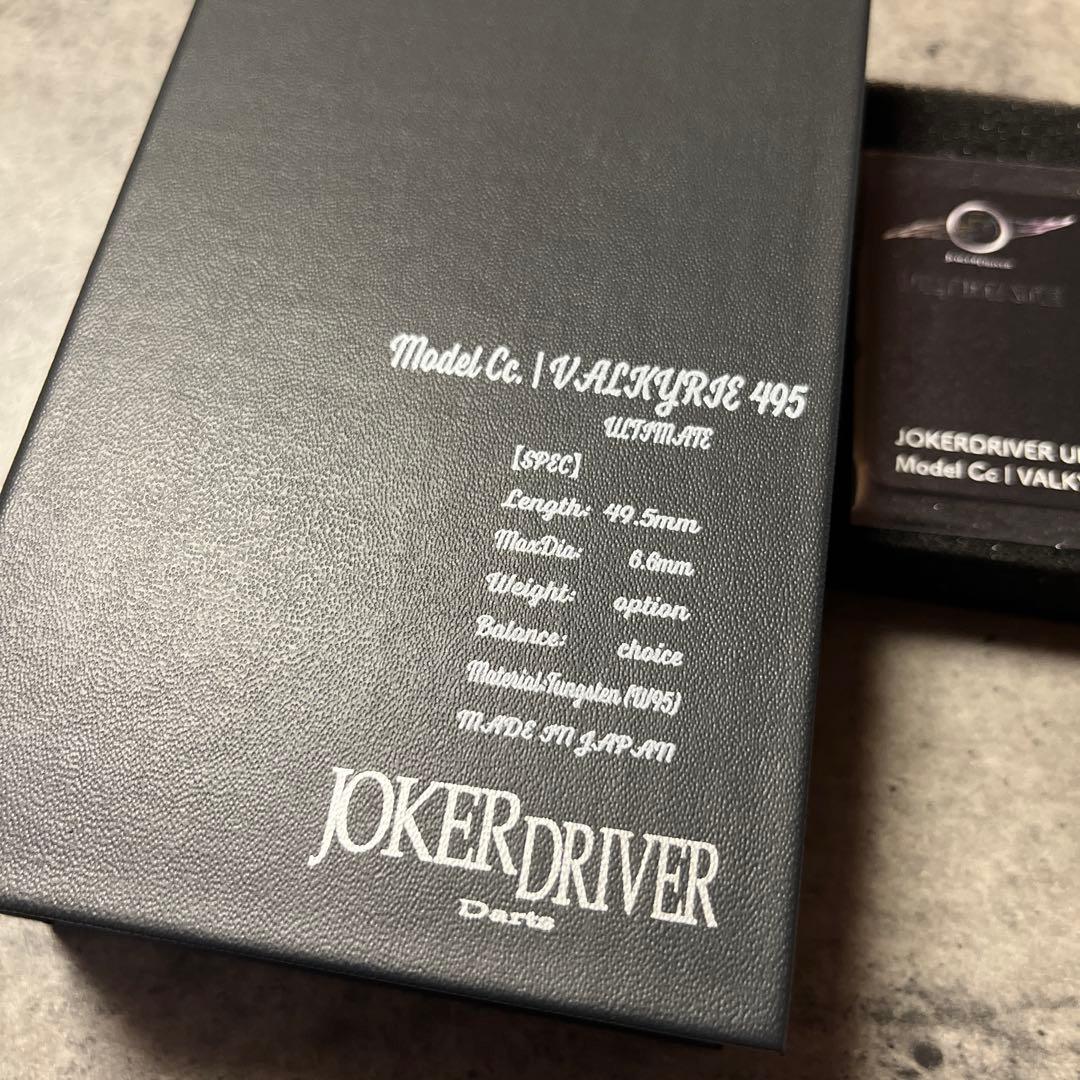 Model Cc. | VALKYRIE 495
ULTIMATE
【SPEC】
Length: 49.5mm
MaxDia: 6.6mm
Weight: option
Balance: choice
Material:Tungsten (W95)
MADE IN JAPAN
JOKERDRIVER
Darts
JOKERDRIVER
Model Cc | VALKY